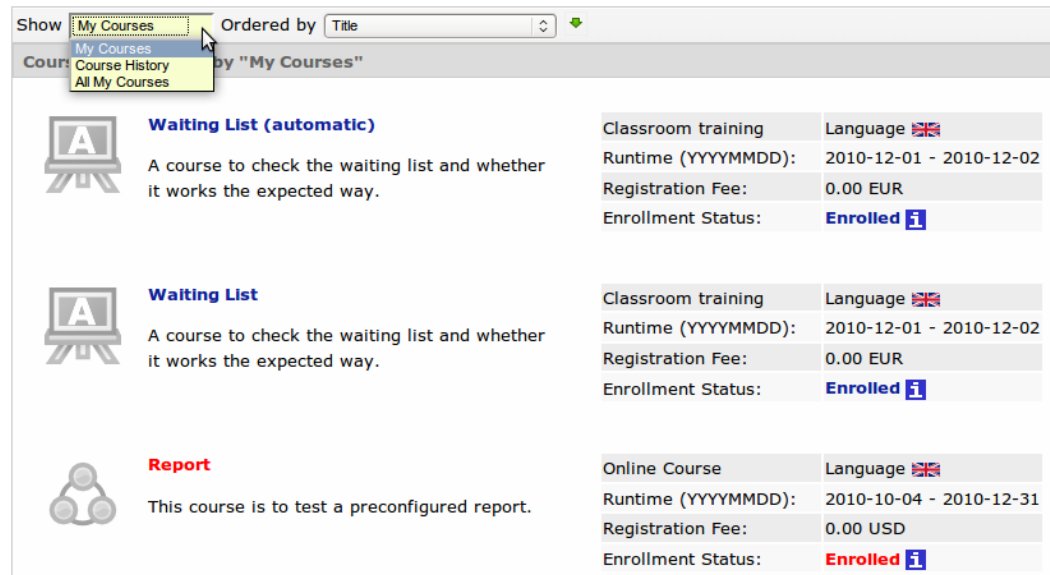 Show My Courses Ordered by Title
My Courses
Course History
All My Courses
Cours by "My Courses"
A
Waiting List (automatic)
A course to check the waiting list and whether
it works the expected way.
Classroom training Language
Runtime (YYYYMMDD): 2010-12-01 - 2010-12-02
Registration Fee: 0.00 EUR
Enrollment Status: Enrolled i
A
Waiting List
A course to check the waiting list and whether
it works the expected way.
Classroom training Language
Runtime (YYYYMMDD): 2010-12-01 - 2010-12-02
Registration Fee: 0.00 EUR
Enrollment Status: Enrolled i
Report
This course is to test a preconfigured report.
Online Course Language
Runtime (YYYYMMDD): 2010-10-04 - 2010-12-31
Registration Fee: 0.00 USD
Enrollment Status: Enrolled i